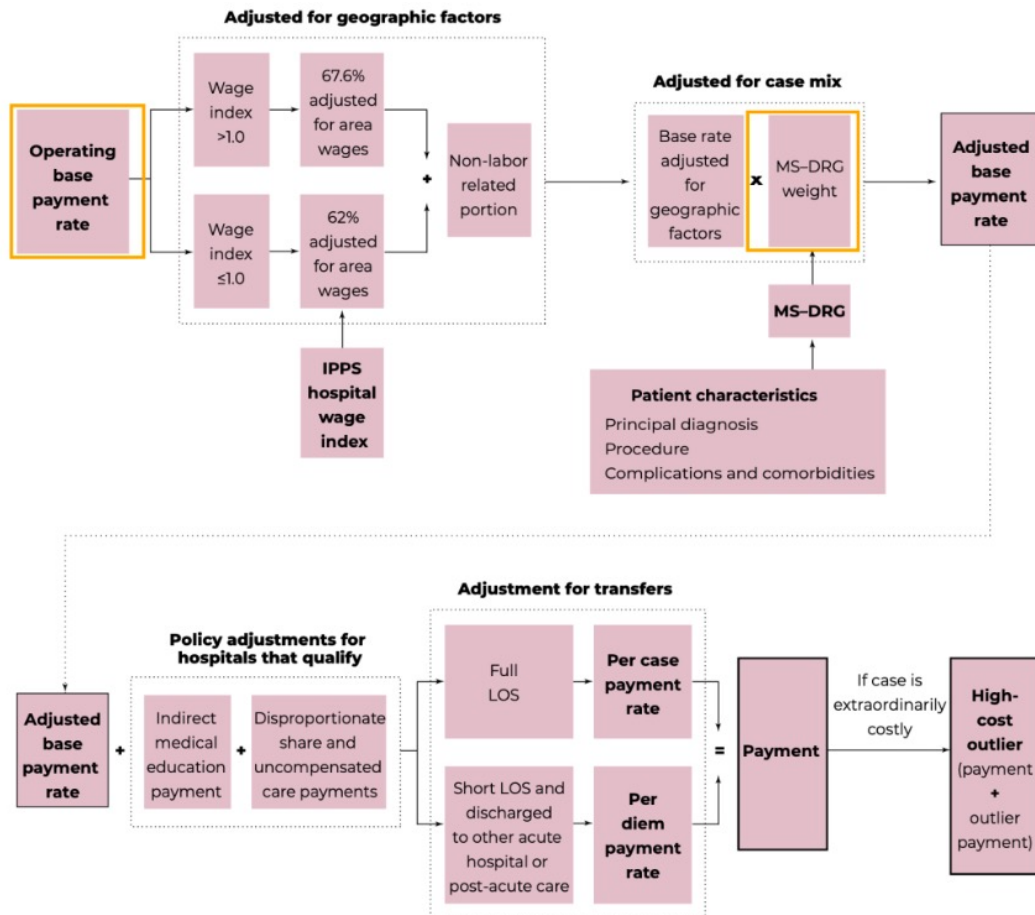 Adjusted for geographic factors
Operating
base
payment
rate
Wage
index
>1.0
67.6%
adjusted
for area
wages
Wage
index
≤1.0
62%
adjusted
for area
wages
+
Non-labor
related
portion
IPPS
hospital
wage
index
Adjusted for case mix
Base rate
adjusted
for
geographic
factors
x
MS–DRG
weight
MS–DRG
Patient characteristics
Principal diagnosis
Procedure
Complications and comorbidities
Adjusted
base
payment
rate
Adjusted
base
payment
rate
+
Policy adjustments for
hospitals that qualify
Indirect
medical
education
payment
+
Disproportionate
share and
uncompensated
care payments
Adjustment for transfers
Full
LOS
Per case
payment
rate
Short LOS and
discharged
to other acute
hospital or
post-acute care
Per
diem
payment
rate
=
Payment
If case is
extraordinarily
costly
High-
cost
outlier
(payment
+
outlier
payment)